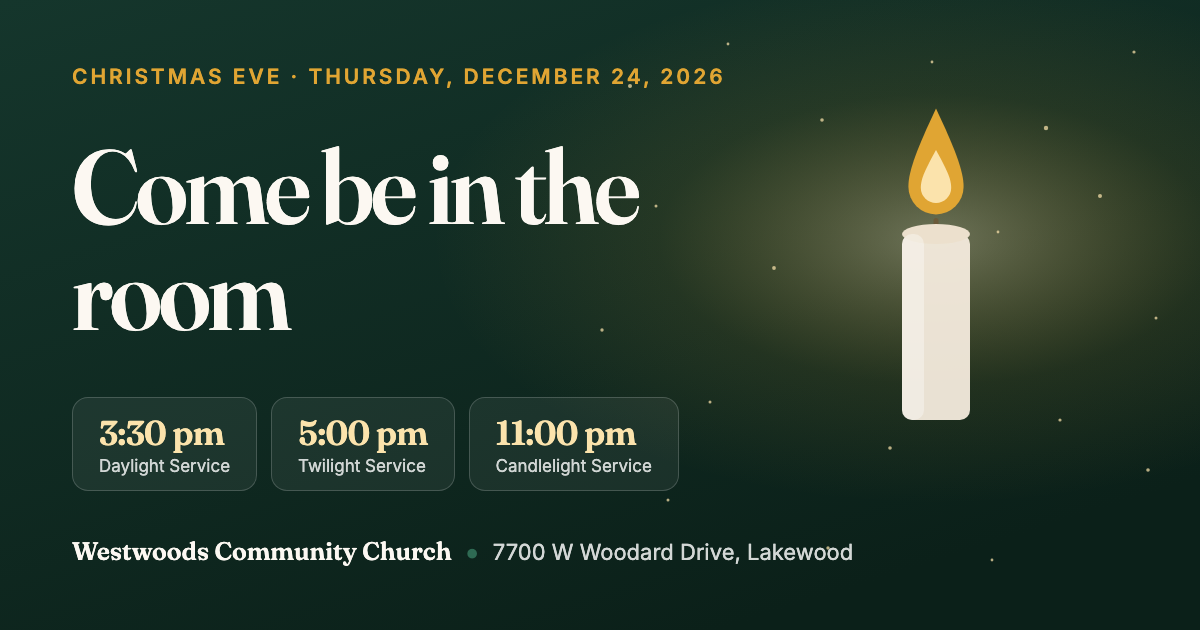 CHRISTMAS EVE · THURSDAY, DECEMBER 24, 2026
Come be in the
room
3:30 pm
Daylight Service
5:00 pm
Twilight Service
11:00 pm
Candlelight Service
Westwoods Community Church • 7700 W Woodard Drive, Lakewood